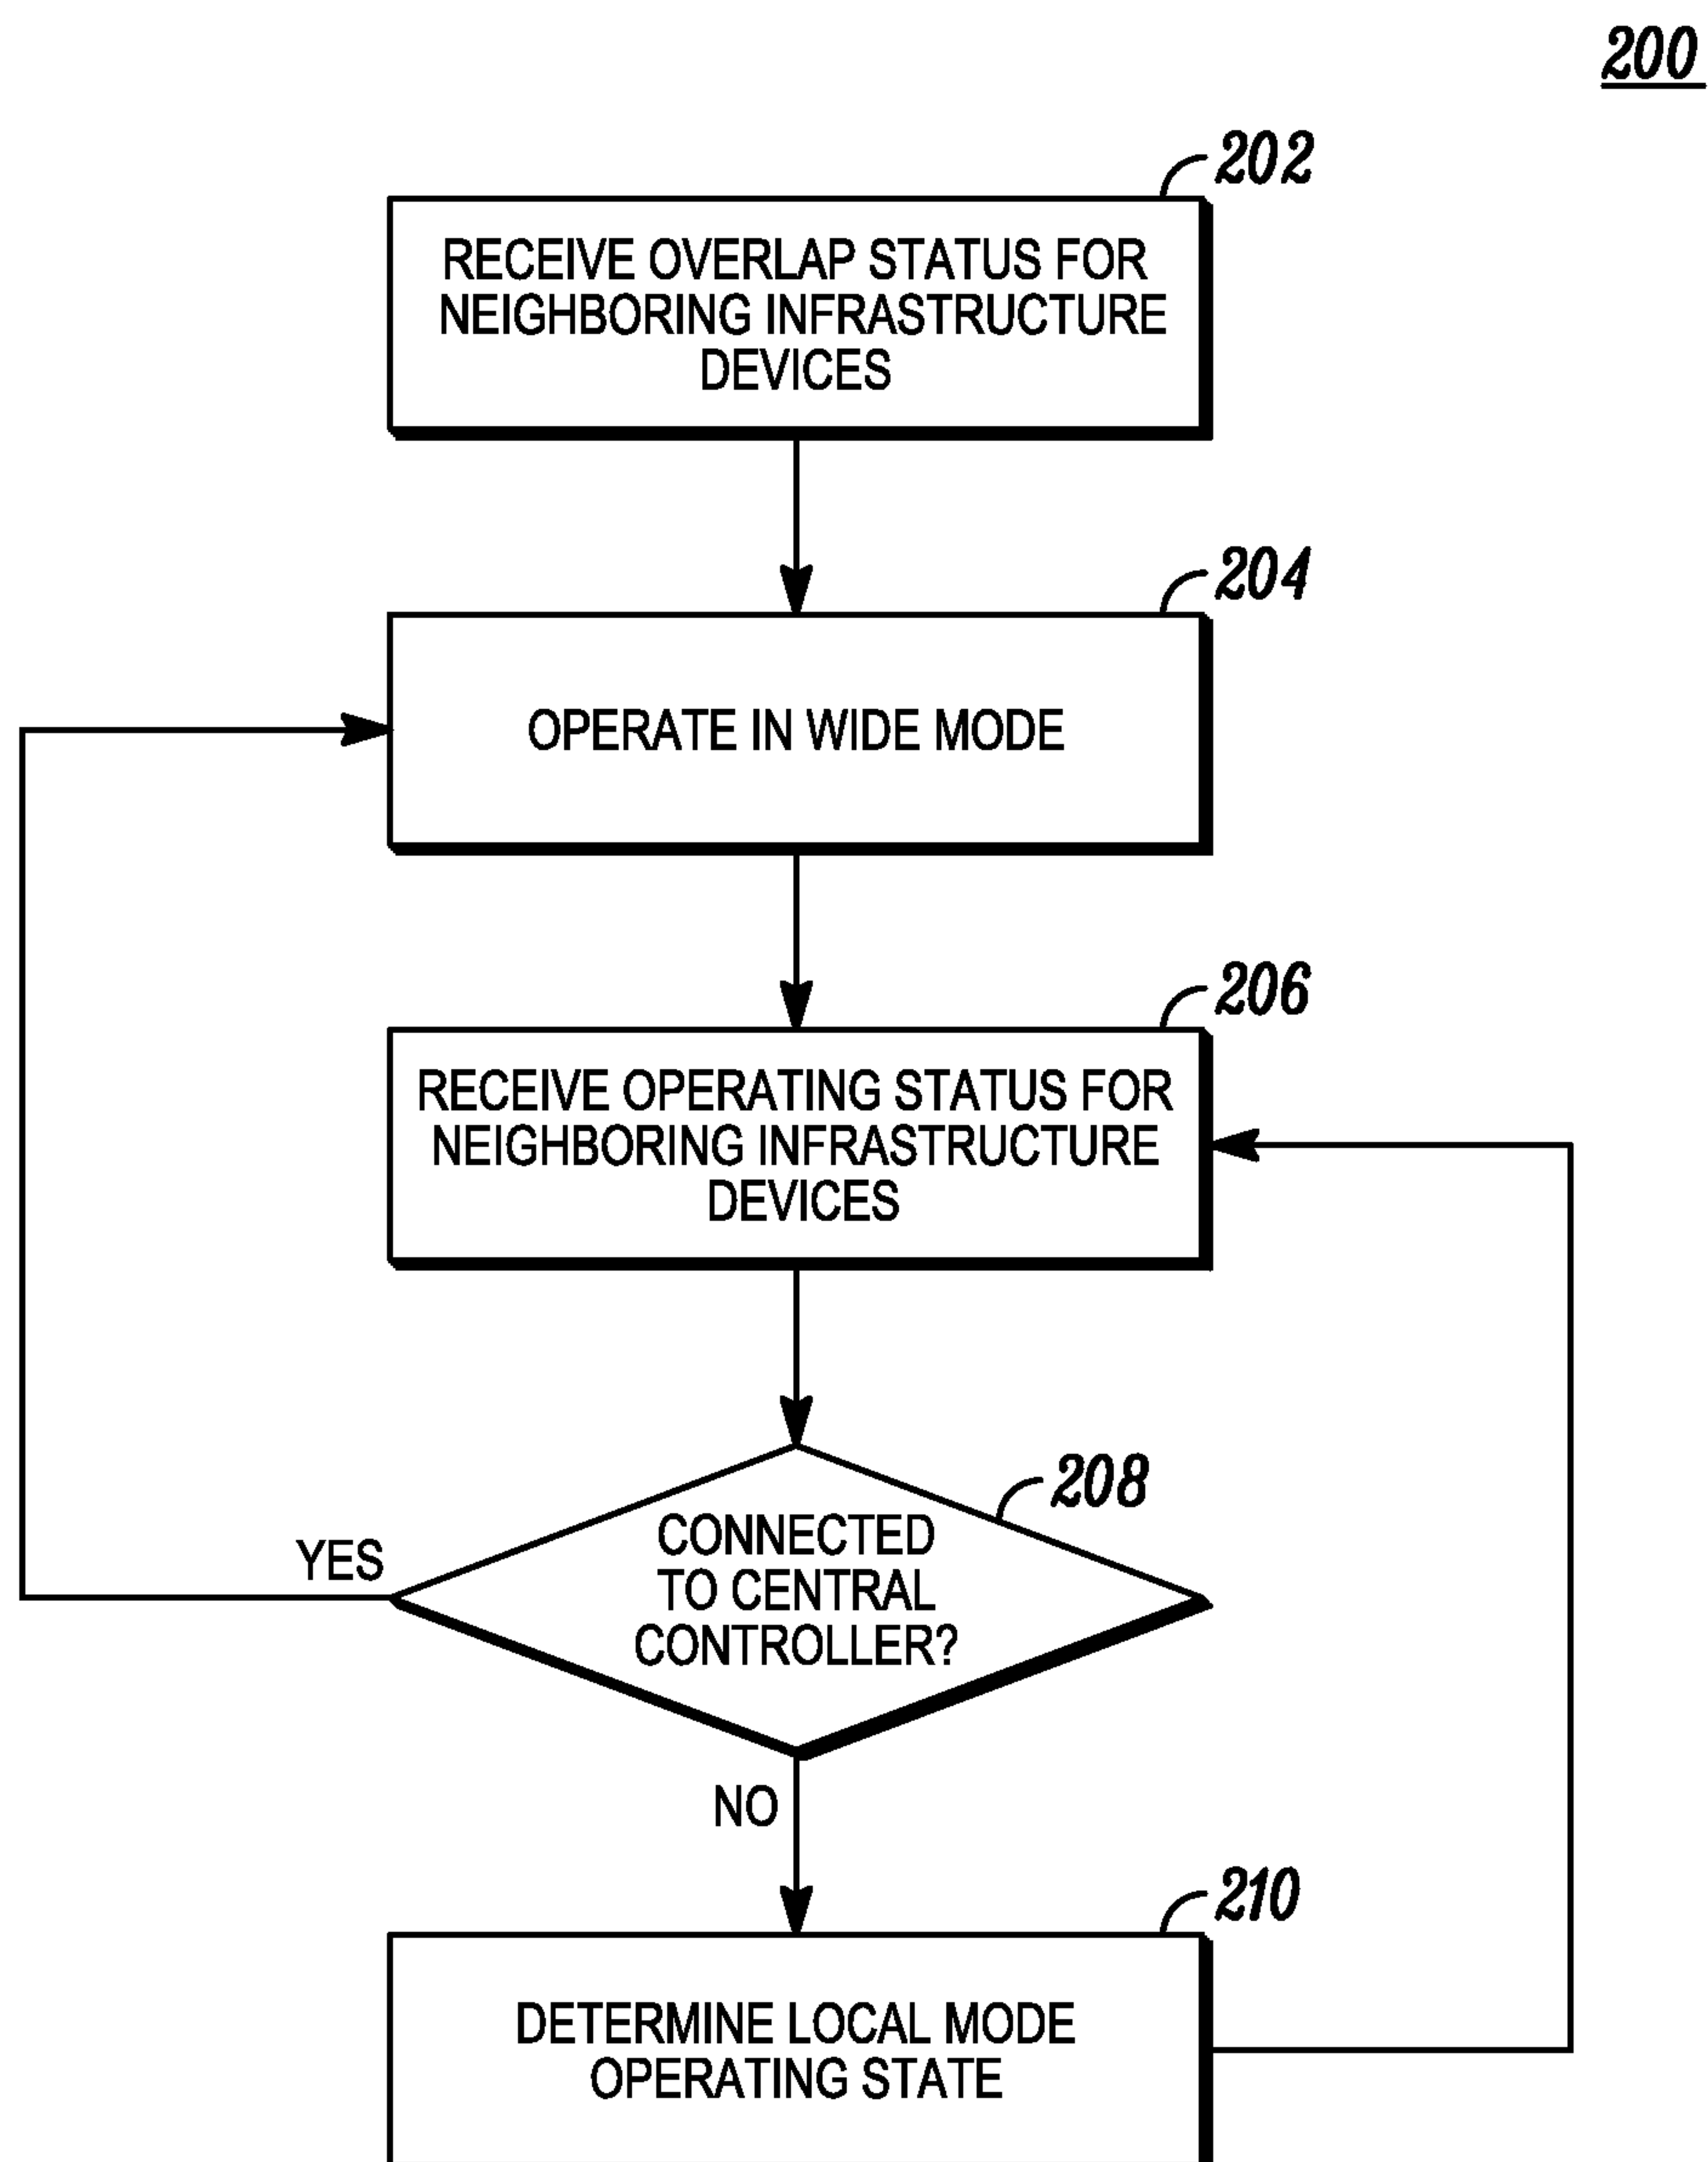 200
202
RECEIVE OVERLAP STATUS FOR
NEIGHBORING INFRASTRUCTURE
DEVICES
204
OPERATE IN WIDE MODE
206
RECEIVE OPERATING STATUS FOR
NEIGHBORING INFRASTRUCTURE
DEVICES
208
CONNECTED
TO CENTRAL
CONTROLLER?
YES
NO
210
DETERMINE LOCAL MODE
OPERATING STATE